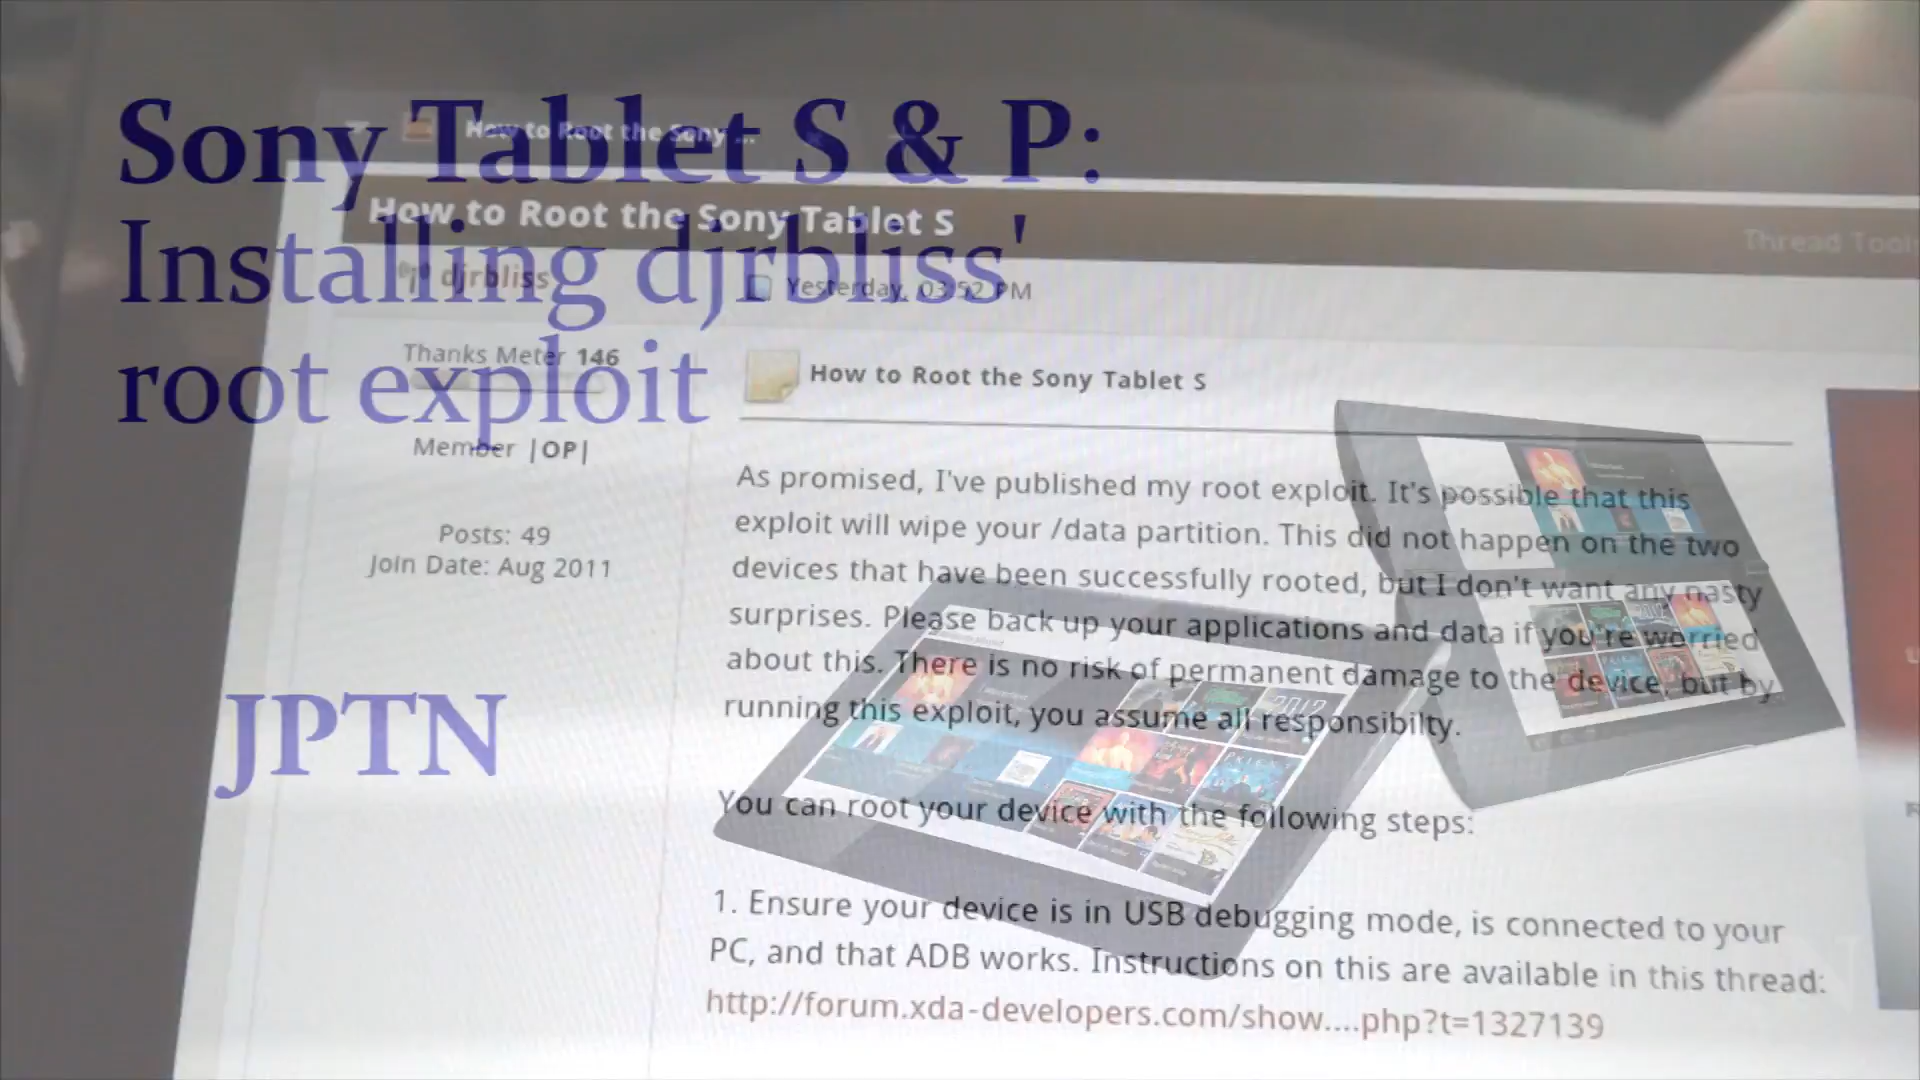 Sony Tablet S & P:
Installing djrbliss'
root exploit
JPTN
How to Root the Sony ...
How to Root the Sony Tablet S
Thread Tools
djrbliss
Yesterday, 03:52 PM
Thanks Meter 146
Member |OP|
Posts: 49
Join Date: Aug 2011
How to Root the Sony Tablet S
As promised, I've published my root exploit. It's possible that this
exploit will wipe your /data partition. This did not happen on the two
devices that have been successfully rooted, but I don't want any nasty
surprises. Please back up your applications and data if you're worried
about this. There is no risk of permanent damage to the device, but by
running this exploit, you assume all responsibilty.
You can root your device with the following steps:
1. Ensure your device is in USB debugging mode, is connected to your
PC, and that ADB works. Instructions on this are available in this thread:
http://forum.xda-developers.com/show....php?t=1327139